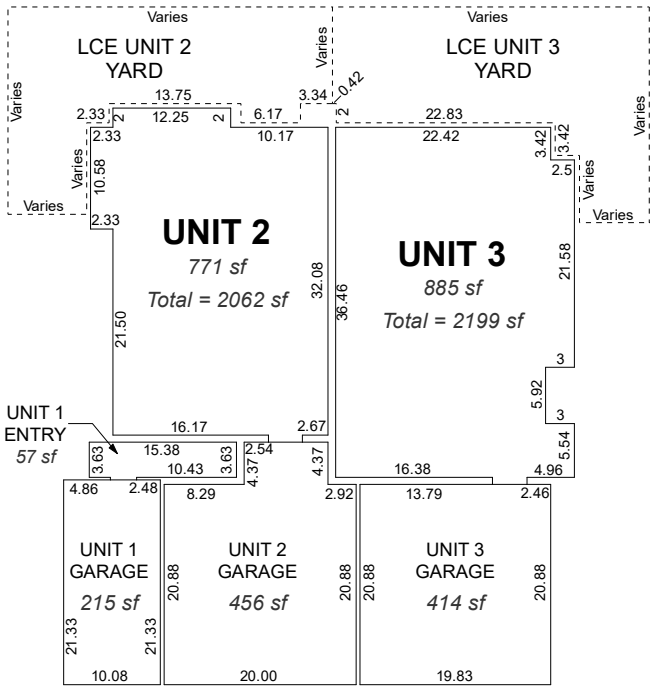 Varies
Varies
LCE UNIT 2
YARD
LCE UNIT 3
YARD
Varies
Varies
13.75
3.34
0.42
2.33
2
12.25
2
6.17
2
22.83
2.33
10.17
22.42
3.42
3.42
Varies
10.58
2.5
Varies
Varies
2.33
Varies
UNIT 2
771 sf
Total = 2062 sf
32.08
UNIT 3
885 sf
Total = 2199 sf
36.46
21.58
21.50
3
5.92
3
UNIT 1
ENTRY
57 sf
16.17
2.67
5.54
15.38
2.54
3.63
10.43
3.63
4.37
4.37
16.38
4.96
4.86
2.48
8.29
2.92
13.79
2.46
UNIT 1
GARAGE
215 sf
21.33
21.33
10.08
UNIT 2
GARAGE
456 sf
20.88
20.88
20.00
UNIT 3
GARAGE
414 sf
20.88
20.88
19.83